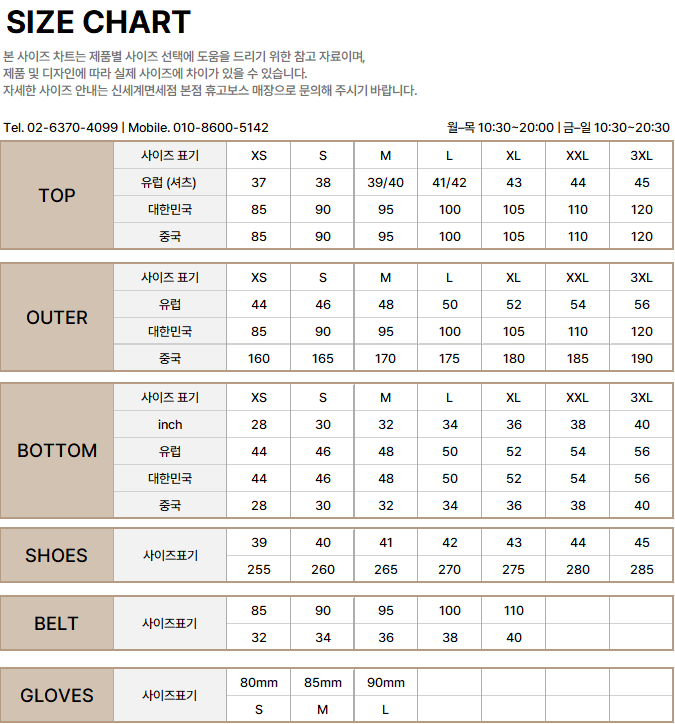 SIZE CHART
본 사이즈 차트는 제품별 사이즈 선택에 도움을 드리기 위한 참고 자료이며,
제품 및 디자인에 따라 실제 사이즈에 차이가 있을 수 있습니다.
자세한 사이즈 안내는 신세계면세점 본점 휴고보스 매장으로 문의해 주시기 바랍니다.
Tel. 02-6370-4099 | Mobile. 010-8600-5142 월–목 10:30~20:00 | 금–일 10:30~20:30
TOP
사이즈 표기 XS S M L XL XXL 3XL
유럽 (셔츠) 37 38 39/40 41/42 43 44 45
대한민국 85 90 95 100 105 110 120
중국 85 90 95 100 105 110 120
OUTER
사이즈 표기 XS S M L XL XXL 3XL
유럽 44 46 48 50 52 54 56
대한민국 85 90 95 100 105 110 120
중국 160 165 170 175 180 185 190
BOTTOM
사이즈 표기 XS S M L XL XXL 3XL
inch 28 30 32 34 36 38 40
유럽 44 46 48 50 52 54 56
대한민국 44 46 48 50 52 54 56
중국 28 30 32 34 36 38 40
SHOES
사이즈표기
39 40 41 42 43 44 45
255 260 265 270 275 280 285
BELT
사이즈표기
85 90 95 100 110
32 34 36 38 40
GLOVES
사이즈표기
80mm 85mm 90mm
S M L